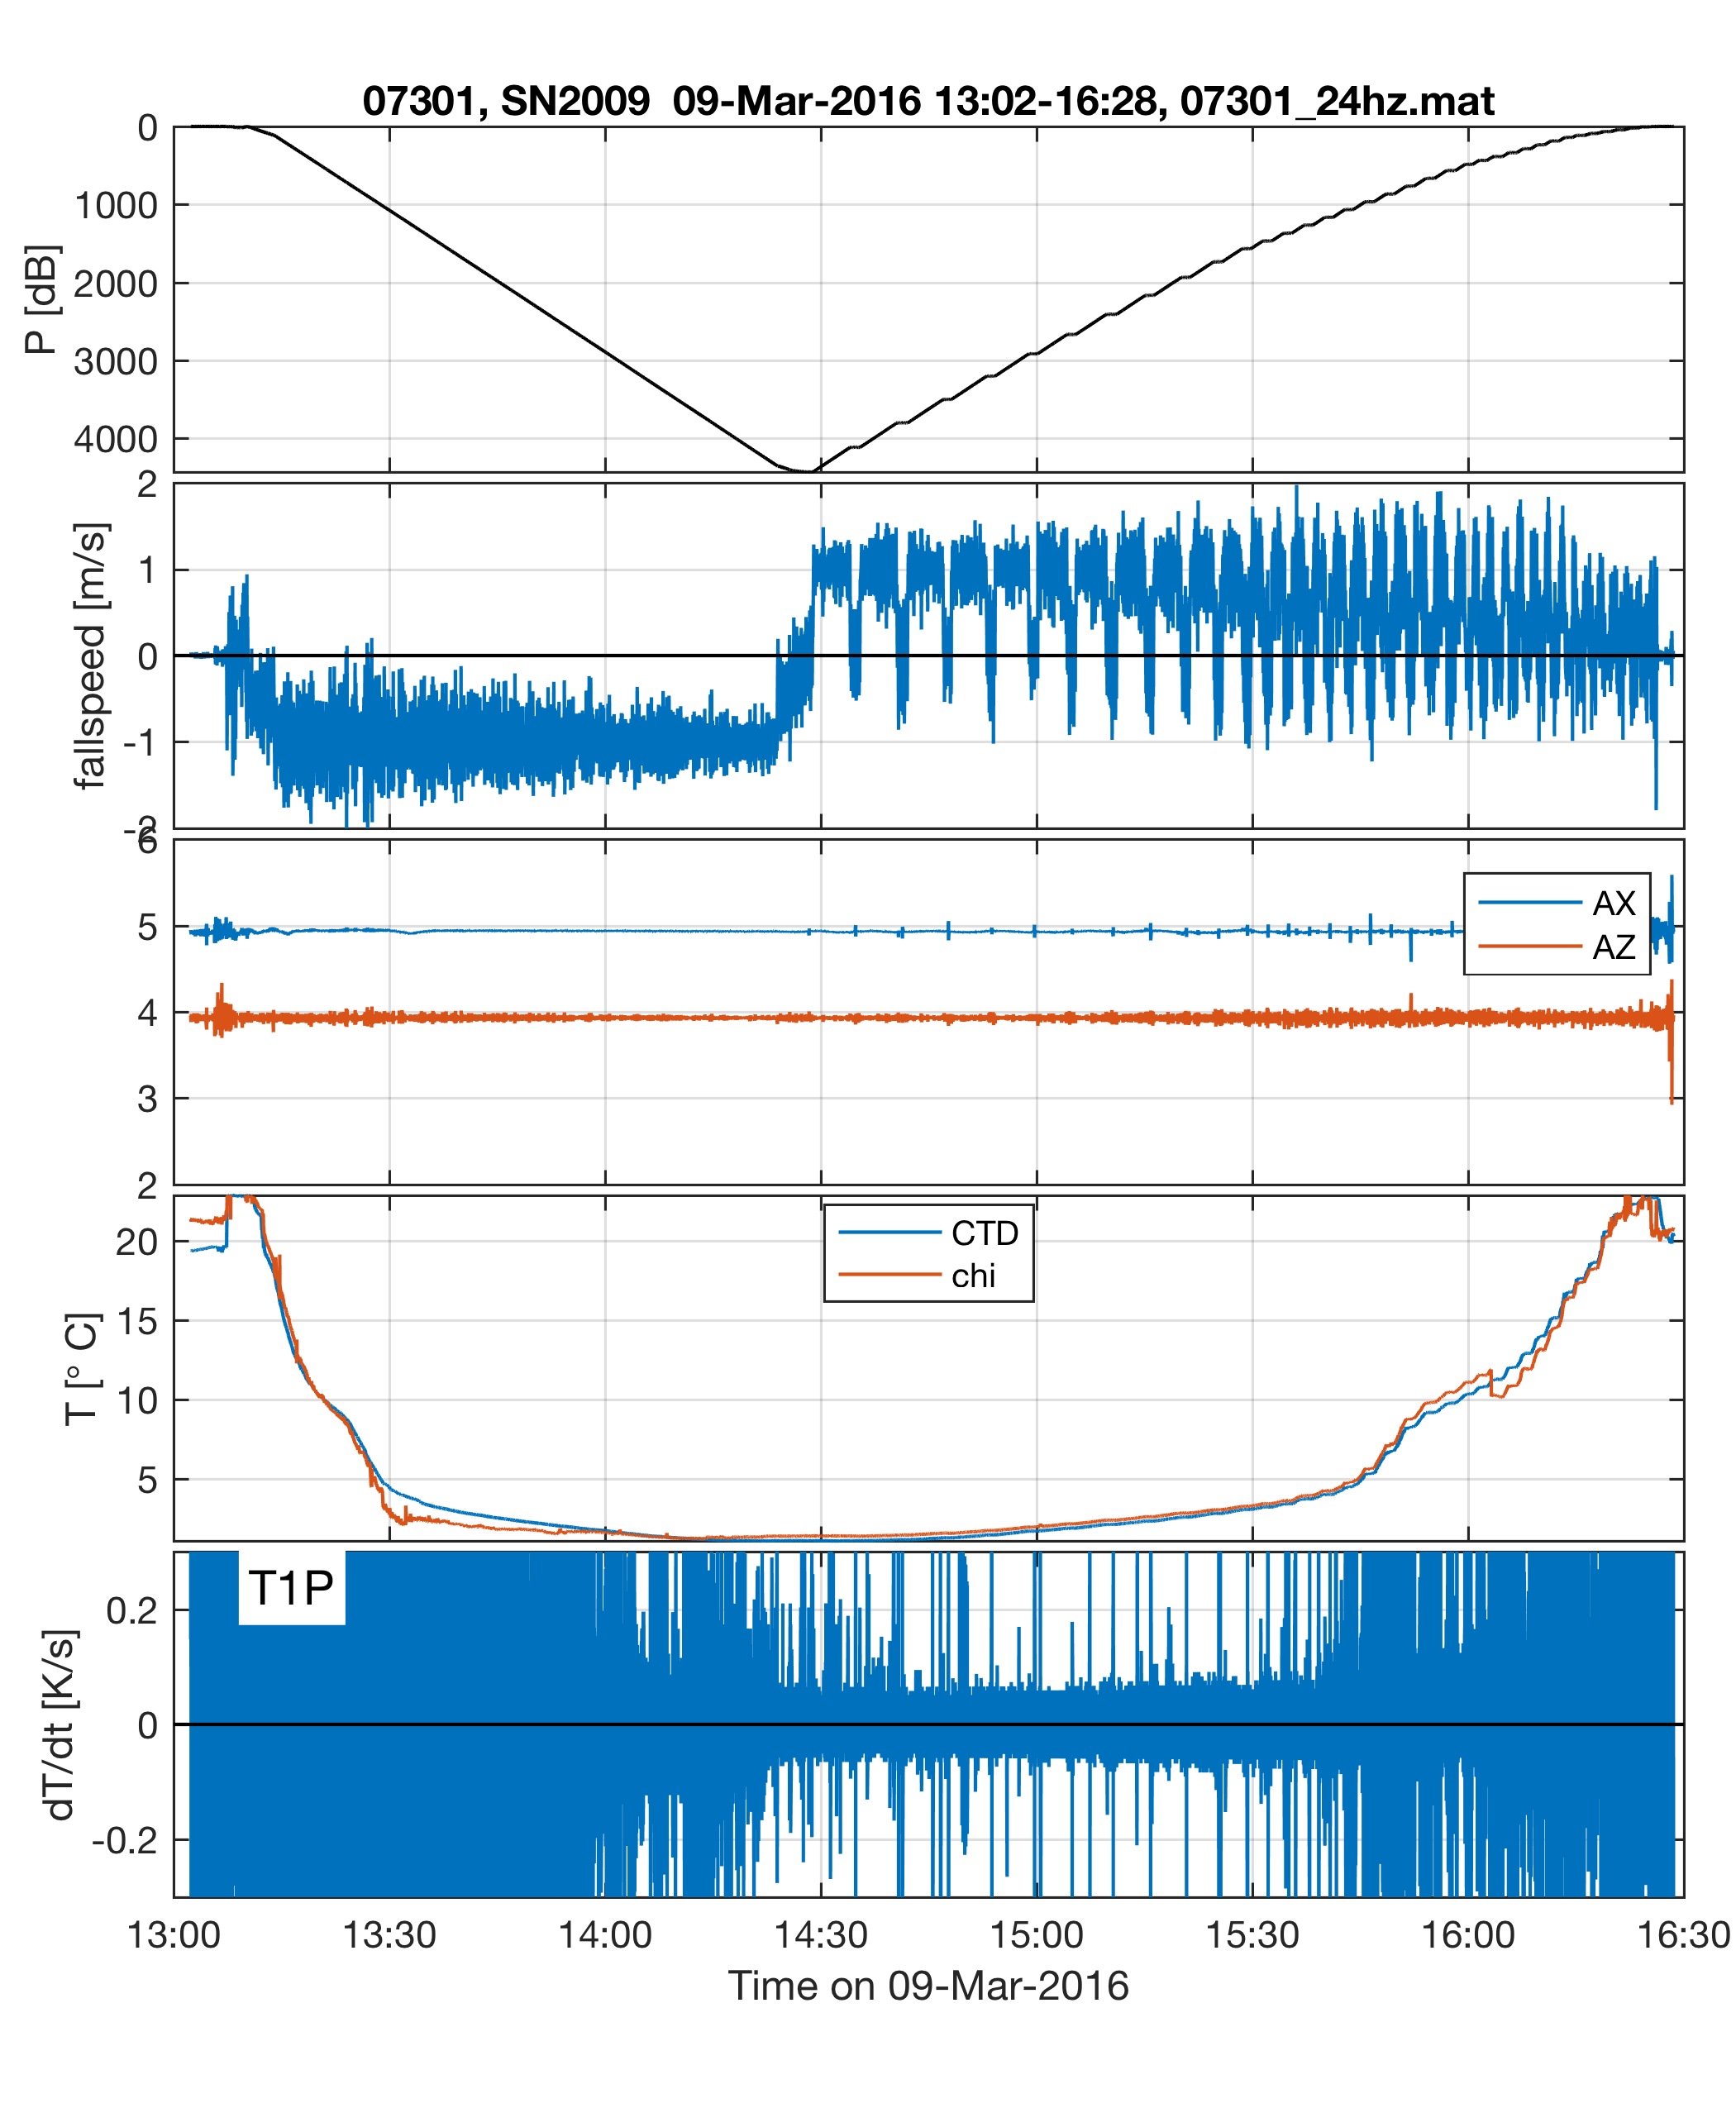 07301, SN2009  09-Mar-2016 13:02-16:28, 07301_24hz.mat
P [dB]
0
1000
2000
3000
4000
fallspeed [m/s]
2
1
0
-1
-2
6
5
4
3
2
AX
AZ
T [° C]
20
15
10
5
CTD
chi
dT/dt [K/s]
0.2
0
-0.2
T1P
13:00 13:30 14:00 14:30 15:00 15:30 16:00 16:30
Time on 09-Mar-2016